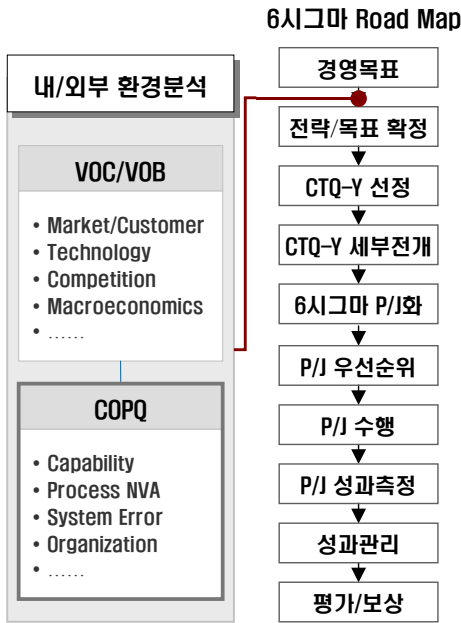 6시그마 Road Map
내/외부 환경분석
VOC/VOB
• Market/Customer
• Technology
• Competition
• Macroeconomics
• ……
COPQ
• Capability
• Process NVA
• System Error
• Organization
• ……
경영목표
전략/목표 확정
CTQ-Y 선정
CTQ-Y 세부전개
6시그마 P/J화
P/J 우선순위
P/J 수행
P/J 성과측정
성과관리
평가/보상